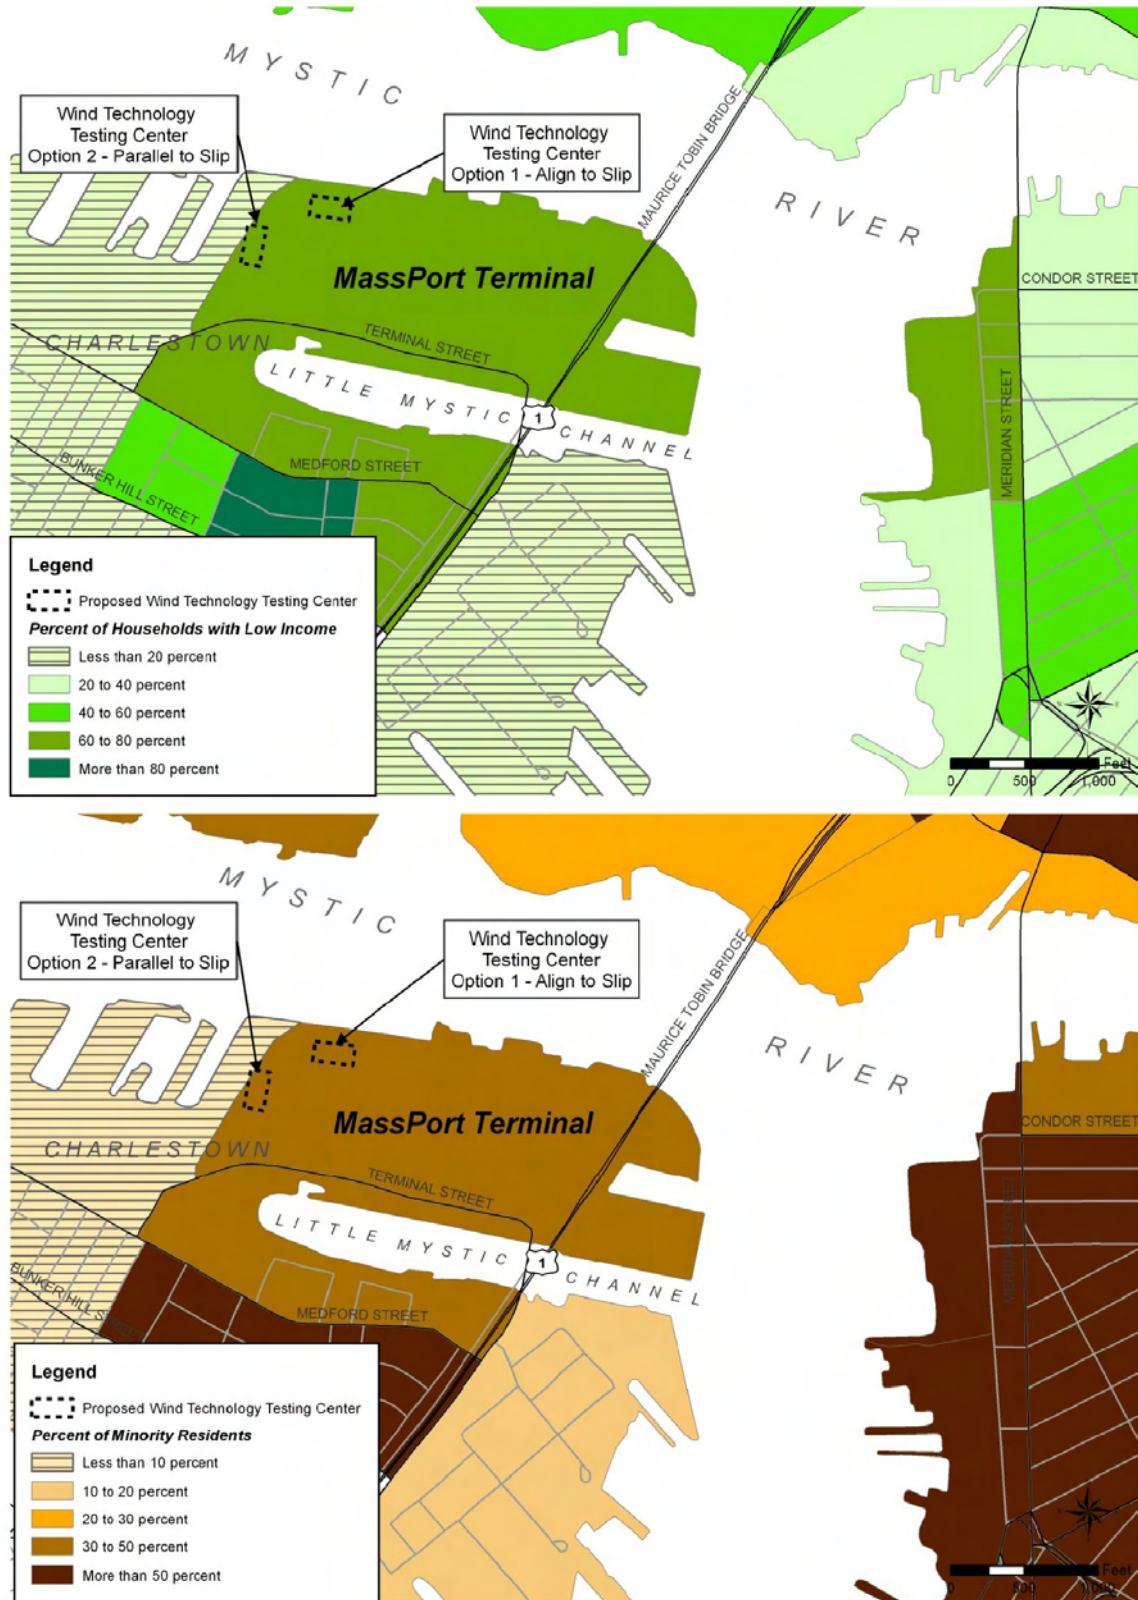 MYSTIC
Wind Technology
Testing Center
Option 2 - Parallel to Slip
Wind Technology
Testing Center
Option 1 - Align to Slip
MAURICE TOBIN BRIDGE
RIVER
MassPort Terminal
CONDOR STREET
CHARLESTOWN
TERMINAL STREET
LITTLE MYSTIC
1
CHANNEL
MERIDIAN STREET
MEDFORD STREET
BUNKER HILL STREET
Legend
Proposed Wind Technology Testing Center
Percent of Households with Low Income
Less than 20 percent
20 to 40 percent
40 to 60 percent
60 to 80 percent
More than 80 percent
Feet
0 500 1,000
MYSTIC
Wind Technology
Testing Center
Option 2 - Parallel to Slip
Wind Technology
Testing Center
Option 1 - Align to Slip
MAURICE TOBIN BRIDGE
RIVER
MassPort Terminal
CONDOR STREET
CHARLESTOWN
TERMINAL STREET
LITTLE MYSTIC
1
CHANNEL
MERIDIAN STREET
MEDFORD STREET
BUNKER HILL STREET
Legend
Proposed Wind Technology Testing Center
Percent of Minority Residents
Less than 10 percent
10 to 20 percent
20 to 30 percent
30 to 50 percent
More than 50 percent
Feet
0 500 1,000